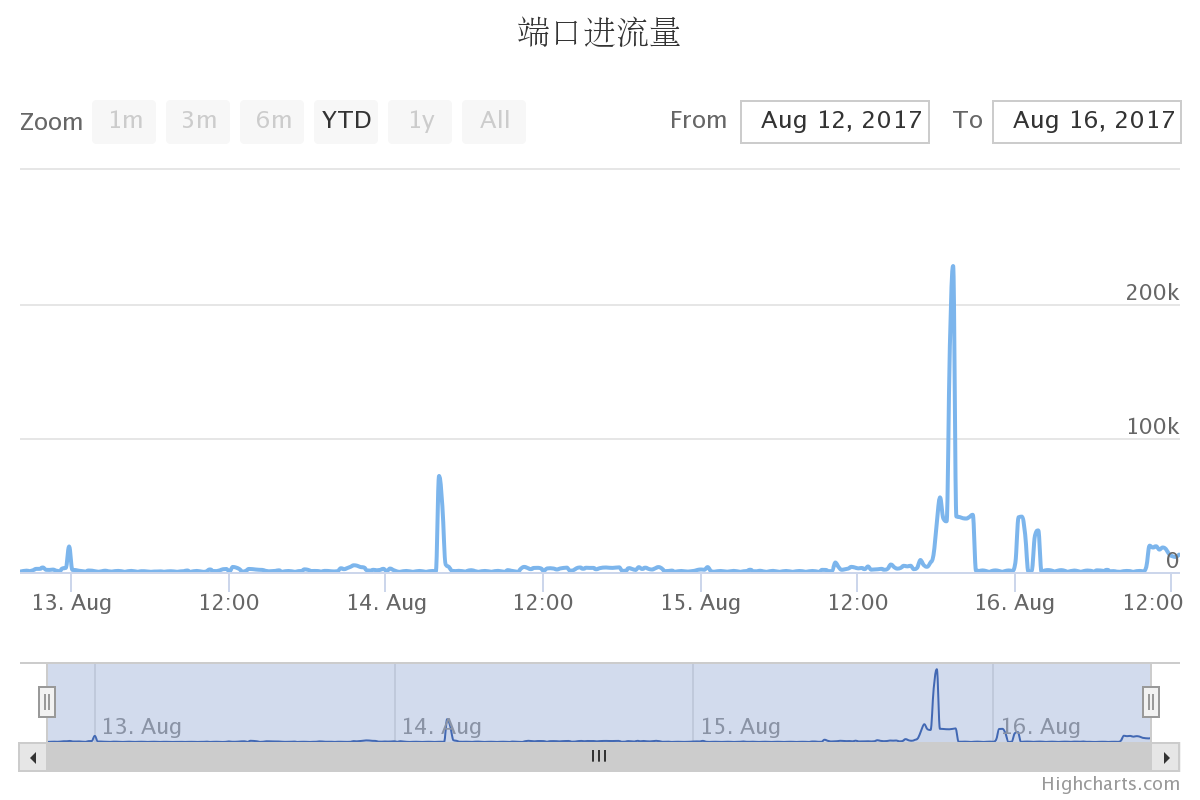 端口进流量
Zoom 1m 3m 6m YTD 1y All From Aug 12, 2017 To Aug 16, 2017
200k
100k
0
13. Aug 12:00 14. Aug 12:00 15. Aug 12:00 16. Aug 12:00
13. Aug 14. Aug 15. Aug 16. Aug
Highcharts.com